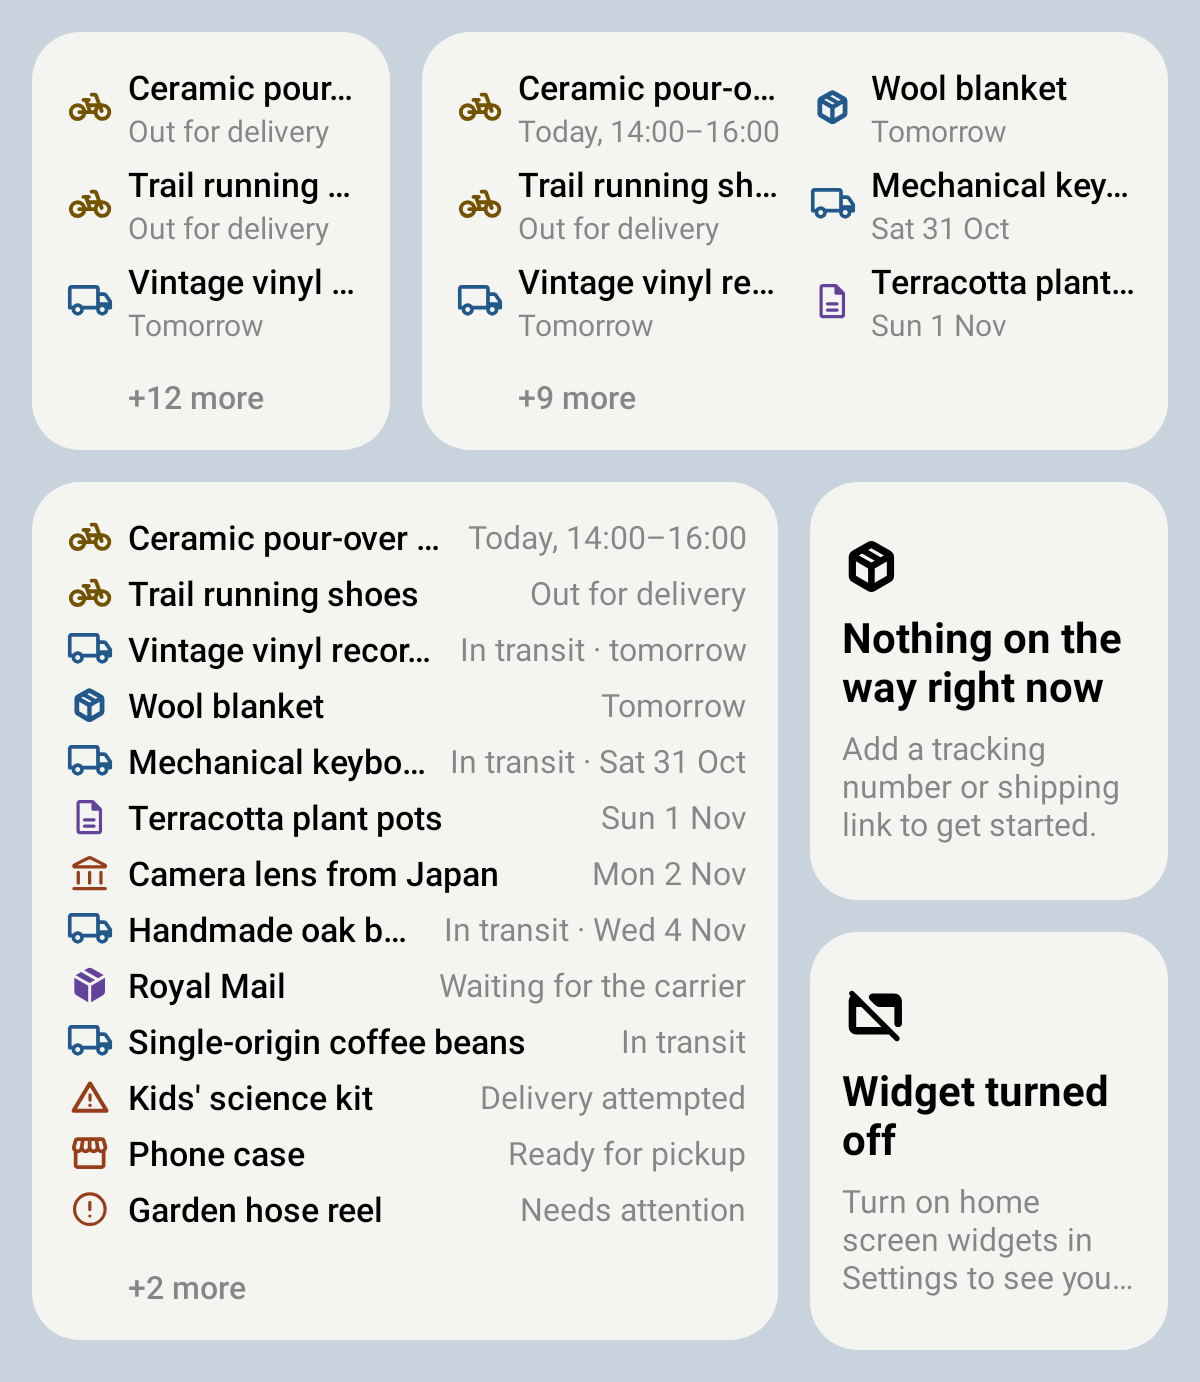 Ceramic pour...
Out for delivery
Trail running ...
Out for delivery
Vintage vinyl ...
Tomorrow
+12 more
Ceramic pour-o...
Today, 14:00–16:00
Trail running sh...
Out for delivery
Vintage vinyl re...
Tomorrow
+9 more
Wool blanket
Tomorrow
Mechanical key...
Sat 31 Oct
Terracotta plant...
Sun 1 Nov
Ceramic pour-over ... Today, 14:00–16:00
Trail running shoes Out for delivery
Vintage vinyl recor... In transit · tomorrow
Wool blanket Tomorrow
Mechanical keybo... In transit · Sat 31 Oct
Terracotta plant pots Sun 1 Nov
Camera lens from Japan Mon 2 Nov
Handmade oak b... In transit · Wed 4 Nov
Royal Mail Waiting for the carrier
Single-origin coffee beans In transit
Kids' science kit Delivery attempted
Phone case Ready for pickup
Garden hose reel Needs attention
+2 more
Nothing on the
way right now
Add a tracking
number or shipping
link to get started.
Widget turned
off
Turn on home
screen widgets in
Settings to see you...